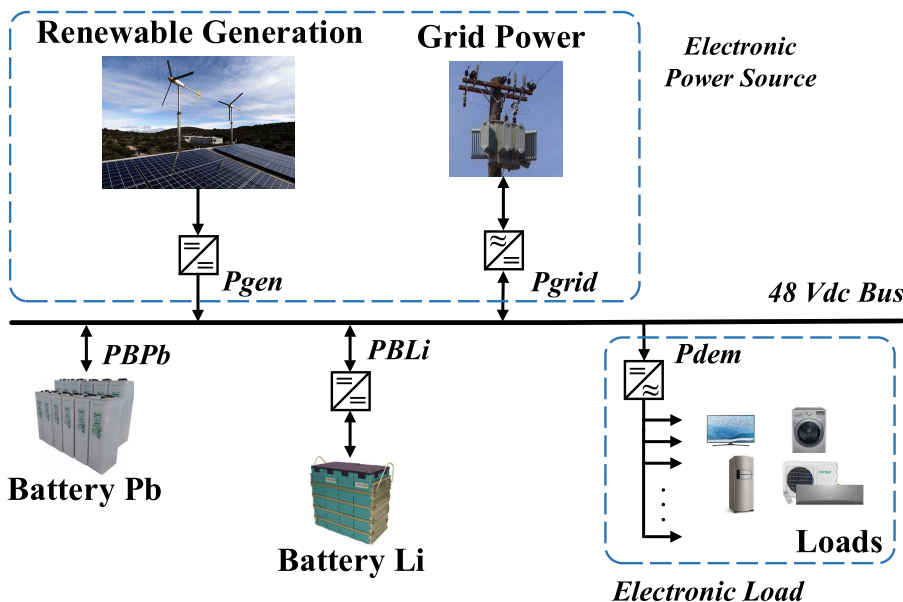 Renewable Generation
Grid Power
Electronic
Power Source
Pgen
Pgrid
48 Vdc Bus
PBPb
PBLi
Pdem
Battery Pb
Battery Li
Loads
Electronic Load